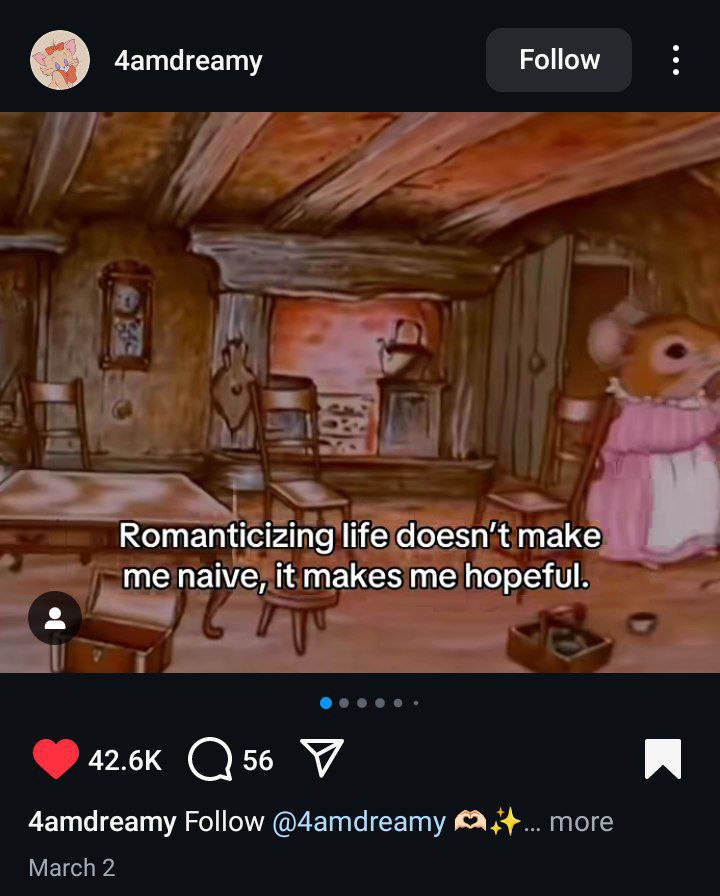 4amdreamy
Follow
Romanticizing life doesn't make
me naive, it makes me hopeful.
42.6K
56
4amdreamy Follow @4amdreamy 🫶🏼✨... more
March 2